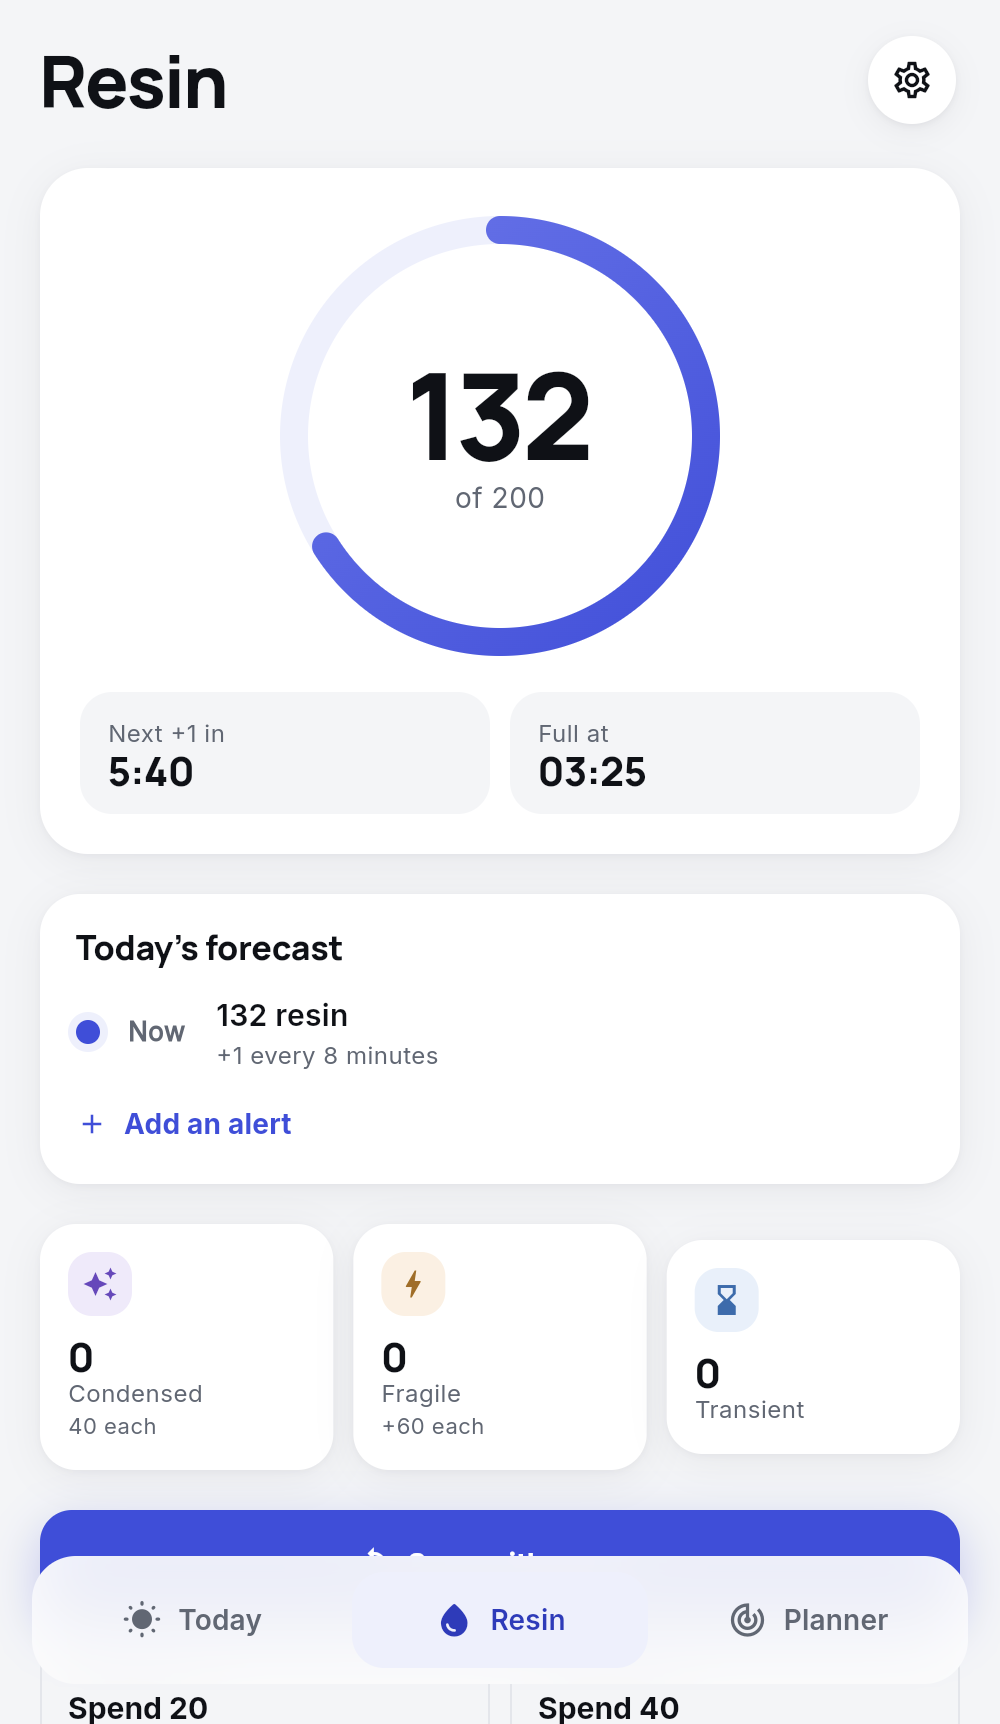 Resin
132
of 200
Next +1 in
5:40
Full at
03:25
Today's forecast
Now
132 resin
+1 every 8 minutes
Add an alert
0
Condensed
40 each
0
Fragile
+60 each
0
Transient
Today
Resin
Planner
Spend 20
Spend 40